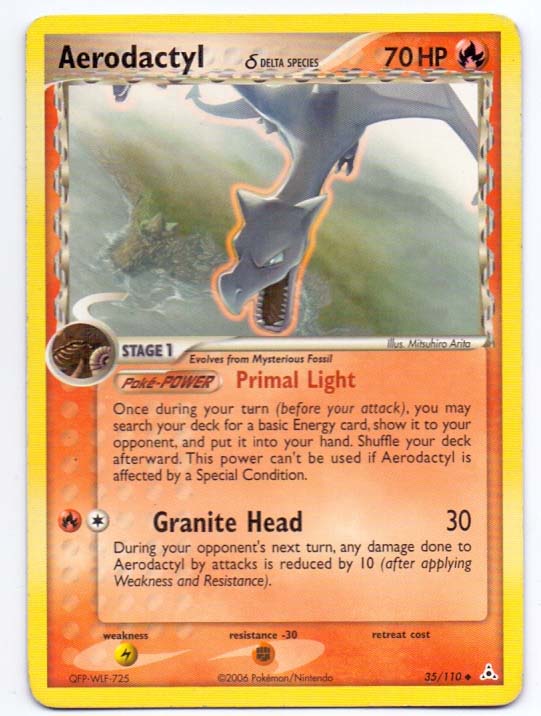 Aerodactyl δ DELTA SPECIES 70 HP
Illus. Mitsuhiro Arita
STAGE 1
Evolves from Mysterious Fossil
Poké-POWER Primal Light
Once during your turn (before your attack), you may
search your deck for a basic Energy card, show it to your
opponent, and put it into your hand. Shuffle your deck
afterward. This power can't be used if Aerodactyl is
affected by a Special Condition.
Granite Head 30
During your opponent's next turn, any damage done to
Aerodactyl by attacks is reduced by 10 (after applying
Weakness and Resistance).
weakness resistance -30 retreat cost
QFP-WLF-725 ©2006 Pokémon/Nintendo 35/110 ◆